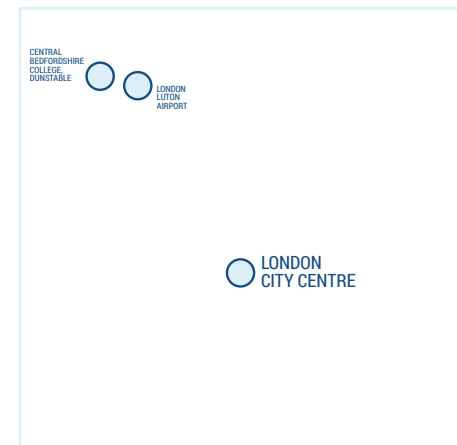 CENTRAL
BEDFORDSHIRE
COLLEGE,
DUNSTABLE
LONDON
LUTON
AIRPORT
LONDON
CITY CENTRE